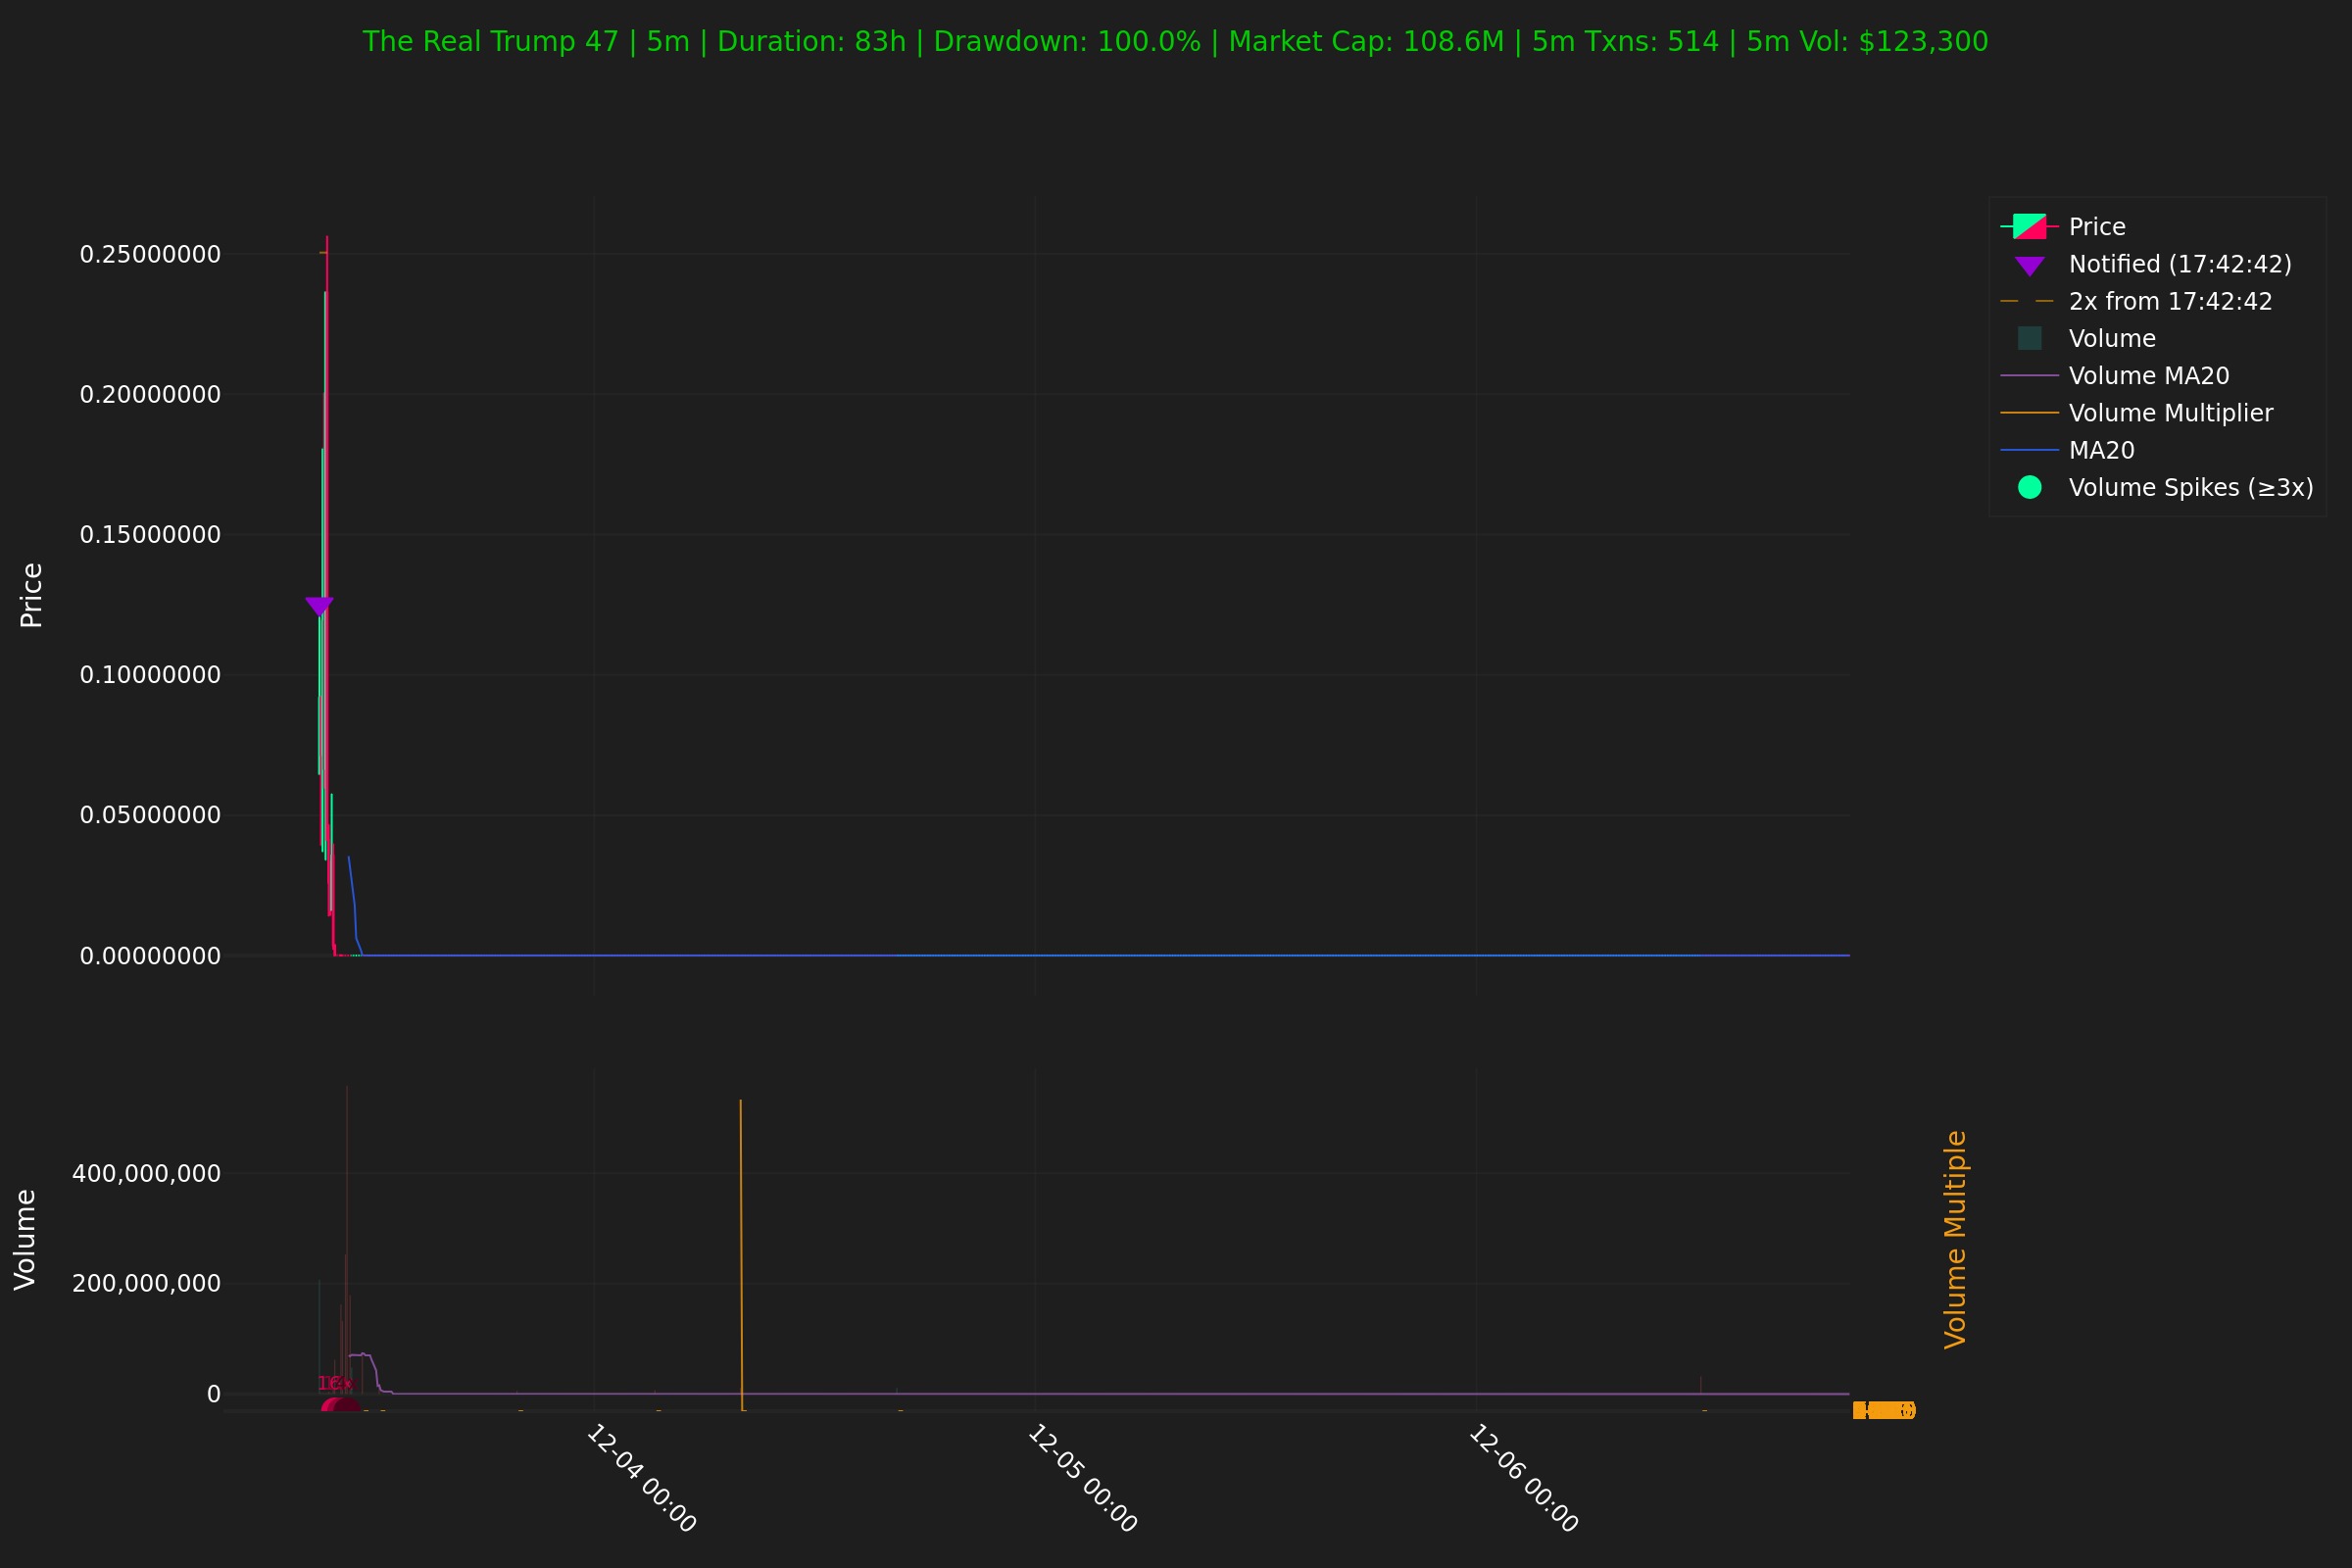 The Real Trump 47 | 5m | Duration: 83h | Drawdown: 100.0% | Market Cap: 108.6M | 5m Txns: 514 | 5m Vol: $123,300
Price
0.25000000
0.20000000
0.15000000
0.10000000
0.05000000
0.00000000
Price
Notified (17:42:42)
2x from 17:42:42
Volume
Volume MA20
Volume Multiplier
MA20
Volume Spikes (≥3x)
Volume
400,000,000
200,000,000
0
Volume Multiple
12-04 00:00
12-05 00:00
12-06 00:00